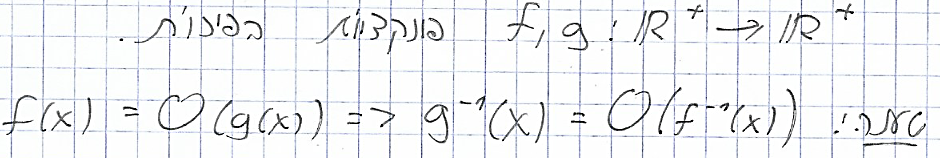 f, g : ℝ⁺ → ℝ⁺ פונקציות הפיכות.
טענה: f(x) = O(g(x)) => g⁻¹(x) = O(f⁻¹(x))